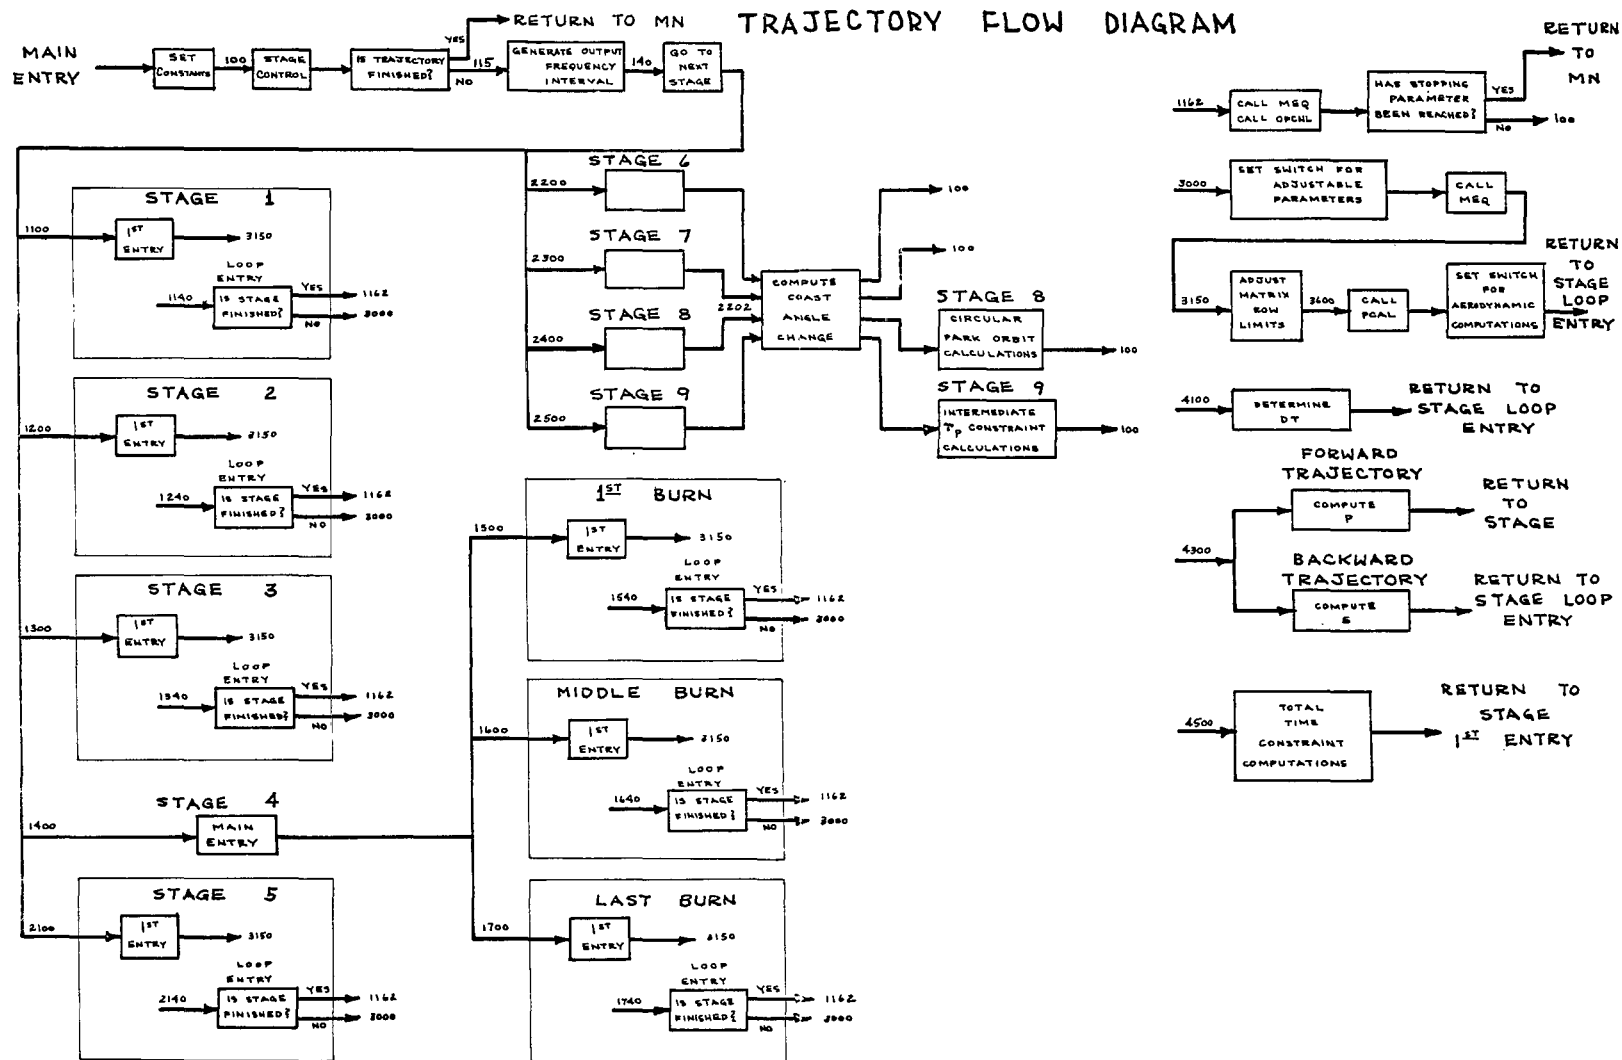 TRAJECTORY FLOW DIAGRAM
MAIN
ENTRY
SET
CONSTANTS
100
STAGE
CONTROL
IS TRAJECTORY
FINISHED?
YES
RETURN TO MN
NO
115
GENERATE OUTPUT
FREQUENCY
INTERVAL
140
GO TO
NEXT
STAGE
STAGE 1
1100
1ST
ENTRY
3150
LOOP
ENTRY
1140
IS STAGE
FINISHED?
YES
1162
NO
3000
STAGE 2
1200
1ST
ENTRY
3150
LOOP
ENTRY
1240
IS STAGE
FINISHED?
YES
1162
NO
3000
STAGE 3
1300
1ST
ENTRY
3150
LOOP
ENTRY
1340
IS STAGE
FINISHED?
YES
1162
NO
3000
STAGE 4
1400
MAIN
ENTRY
STAGE 5
2100
1ST
ENTRY
3150
LOOP
ENTRY
2140
IS STAGE
FINISHED?
YES
1162
NO
3000
STAGE 6
2200
STAGE 7
2300
STAGE 8
2400
STAGE 9
2500
2202
COMPUTE
COAST
ANGLE
CHANGE
100
100
STAGE 8
CIRCULAR
PARK ORBIT
CALCULATIONS
100
STAGE 9
INTERMEDIATE
rp CONSTRAINT
CALCULATIONS
100
1ST BURN
1500
1ST
ENTRY
3150
LOOP
ENTRY
1540
IS STAGE
FINISHED?
YES
1162
NO
3000
MIDDLE BURN
1600
1ST
ENTRY
3150
LOOP
ENTRY
1640
IS STAGE
FINISHED?
YES
1162
NO
3000
LAST BURN
1700
1ST
ENTRY
3150
LOOP
ENTRY
1740
IS STAGE
FINISHED?
YES
1162
NO
3000
1162
CALL MEQ
CALL OPCHL
HAS STOPPING
PARAMETER
BEEN REACHED?
YES
RETURN
TO
MN
NO
100
3000
SET SWITCH FOR
ADJUSTABLE
PARAMETERS
CALL
MEQ
3150
ADJUST
MATRIX
ROW
LIMITS
3600
CALL
PCAL
SET SWITCH
FOR
AERODYNAMIC
COMPUTATIONS
RETURN
TO
STAGE
LOOP
ENTRY
4100
DETERMINE
DT
RETURN TO
STAGE LOOP
ENTRY
4300
FORWARD
TRAJECTORY
COMPUTE
P
RETURN
TO
STAGE
BACKWARD
TRAJECTORY
COMPUTE
S
RETURN TO
STAGE LOOP
ENTRY
4500
TOTAL
TIME
CONSTRAINT
COMPUTATIONS
RETURN TO
STAGE
1ST ENTRY